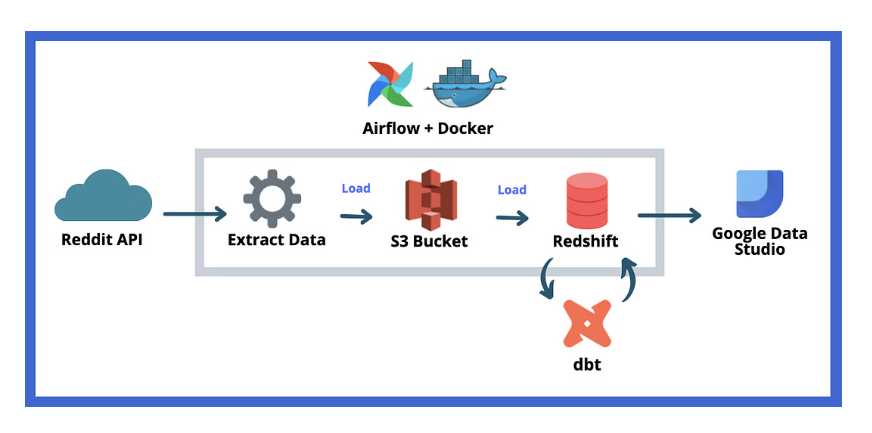 Airflow + Docker
Load
Load
Reddit API
Extract Data
S3 Bucket
Redshift
Google Data
Studio
dbt